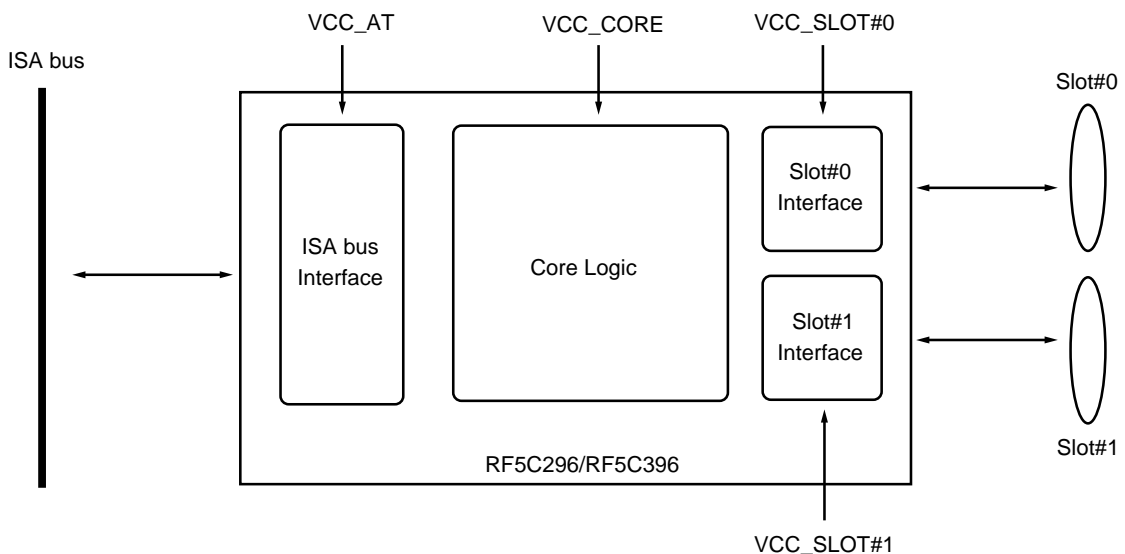 VCC_AT
VCC_CORE
VCC_SLOT#0
ISA bus
Slot#0
Slot#0
Interface
ISA bus
Interface
Core Logic
Slot#1
Interface
RF5C296/RF5C396
Slot#1
VCC_SLOT#1